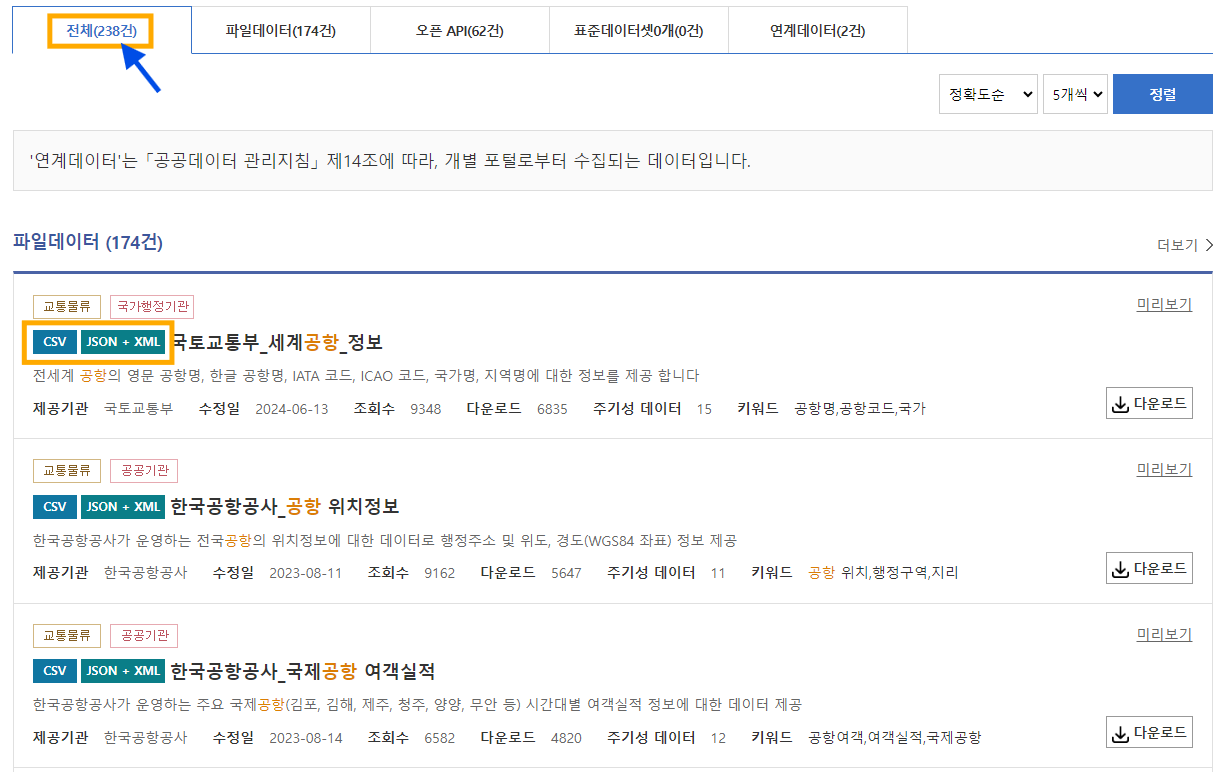 전체(238건) 파일데이터(174건) 오픈 API(62건) 표준데이터셋0개(0건) 연계데이터(2건)
정확도순 5개씩 정렬
'연계데이터'는 「공공데이터 관리지침」 제14조에 따라, 개별 포털로부터 수집되는 데이터입니다.
파일데이터 (174건) 더보기
교통물류 국가행정기관 미리보기
CSV JSON + XML 국토교통부_세계공항_정보
전세계 공항의 영문 공항명, 한글 공항명, IATA 코드, ICAO 코드, 국가명, 지역명에 대한 정보를 제공 합니다
제공기관 국토교통부 수정일 2024-06-13 조회수 9348 다운로드 6835 주기성 데이터 15 키워드 공항명,공항코드,국가 다운로드
교통물류 공공기관 미리보기
CSV JSON + XML 한국공항공사_공항 위치정보
한국공항공사가 운영하는 전국공항의 위치정보에 대한 데이터로 행정주소 및 위도, 경도(WGS84 좌표) 정보 제공
제공기관 한국공항공사 수정일 2023-08-11 조회수 9162 다운로드 5647 주기성 데이터 11 키워드 공항 위치,행정구역,지리 다운로드
교통물류 공공기관 미리보기
CSV JSON + XML 한국공항공사_국제공항 여객실적
한국공항공사가 운영하는 주요 국제공항(김포, 김해, 제주, 청주, 양양, 무안 등) 시간대별 여객실적 정보에 대한 데이터 제공
제공기관 한국공항공사 수정일 2023-08-14 조회수 6582 다운로드 4820 주기성 데이터 12 키워드 공항여객,여객실적,국제공항 다운로드